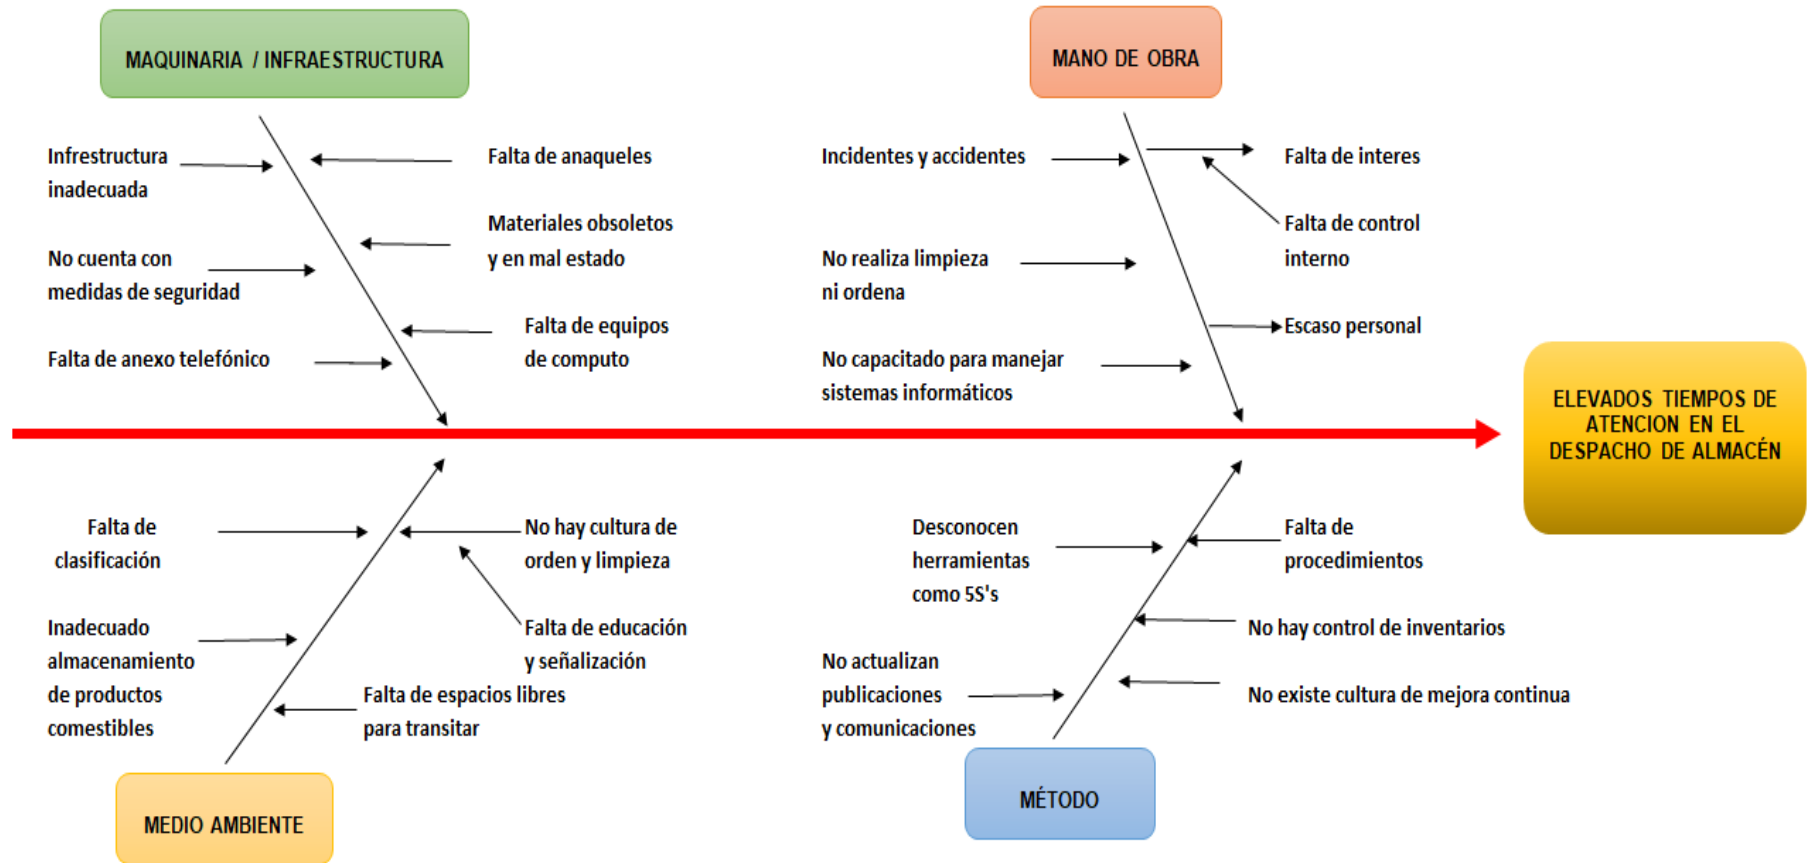 MAQUINARIA / INFRAESTRUCTURA
MANO DE OBRA
Infrestructura
inadecuada
Falta de anaqueles
Materiales obsoletos
y en mal estado
No cuenta con
medidas de seguridad
Falta de equipos
de computo
Falta de anexo telefónico
Incidentes y accidentes
Falta de interes
Falta de control
interno
No realiza limpieza
ni ordena
Escaso personal
No capacitado para manejar
sistemas informáticos
ELEVADOS TIEMPOS DE
ATENCION EN EL
DESPACHO DE ALMACÉN
Falta de
clasificación
No hay cultura de
orden y limpieza
Inadecuado
almacenamiento
de productos
comestibles
Falta de educación
y señalización
Falta de espacios libres
para transitar
Desconocen
herramientas
como 5S's
Falta de
procedimientos
No hay control de inventarios
No actualizan
publicaciones
y comunicaciones
No existe cultura de mejora continua
MEDIO AMBIENTE
MÉTODO